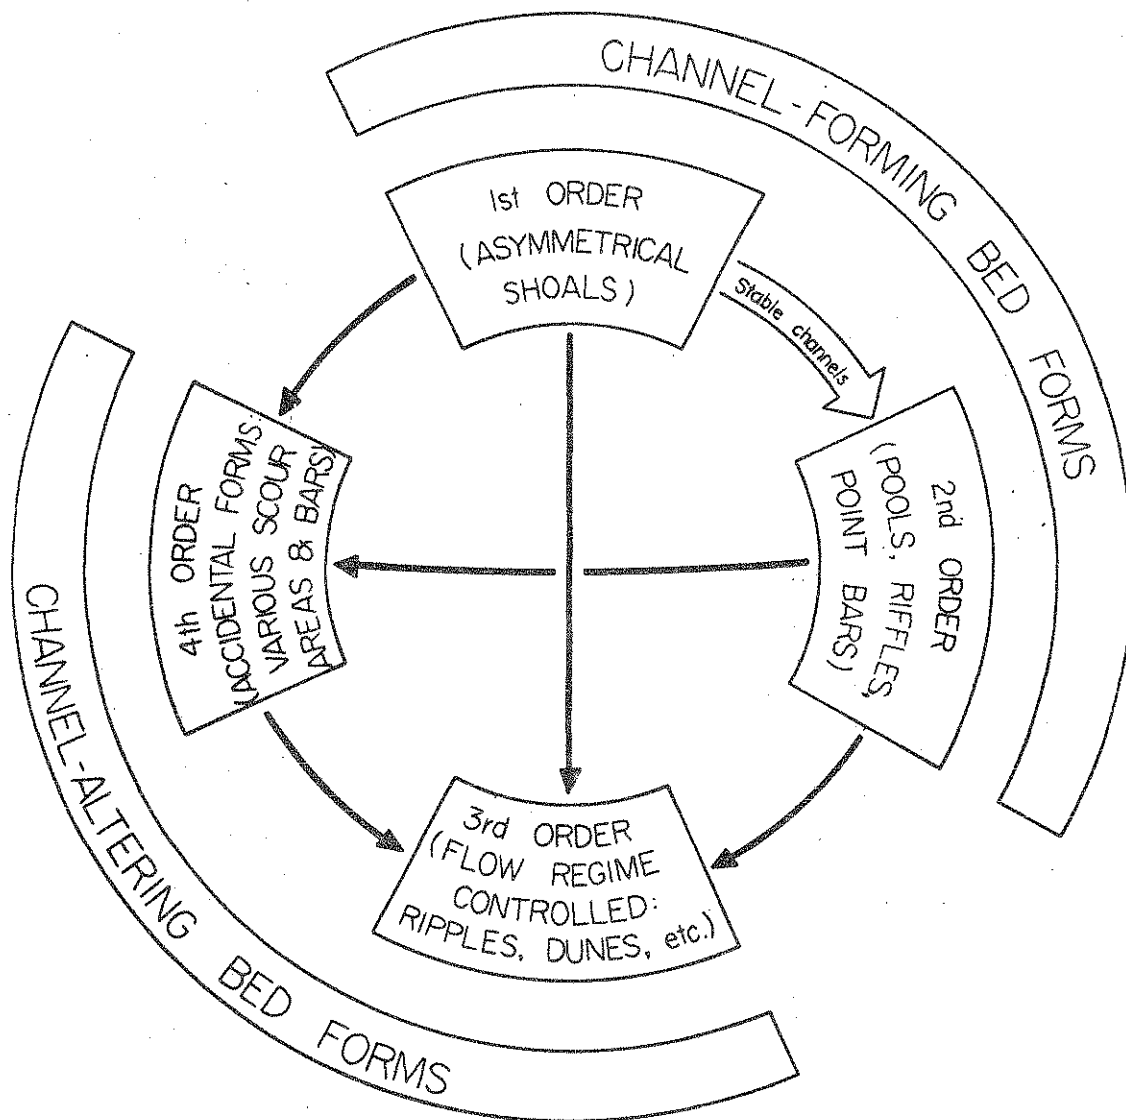 CHANNEL-FORMING BED FORMS
1st ORDER
(ASYMMETRICAL
SHOALS)
Stable channels
2nd ORDER
(POOLS, RIFFLES,
POINT BARS)
4th ORDER
(ACCIDENTAL FORMS:
VARIOUS SCOUR
AREAS & BARS)
3rd ORDER
(FLOW REGIME
CONTROLLED:
RIPPLES, DUNES, etc.)
CHANNEL-ALTERING BED FORMS